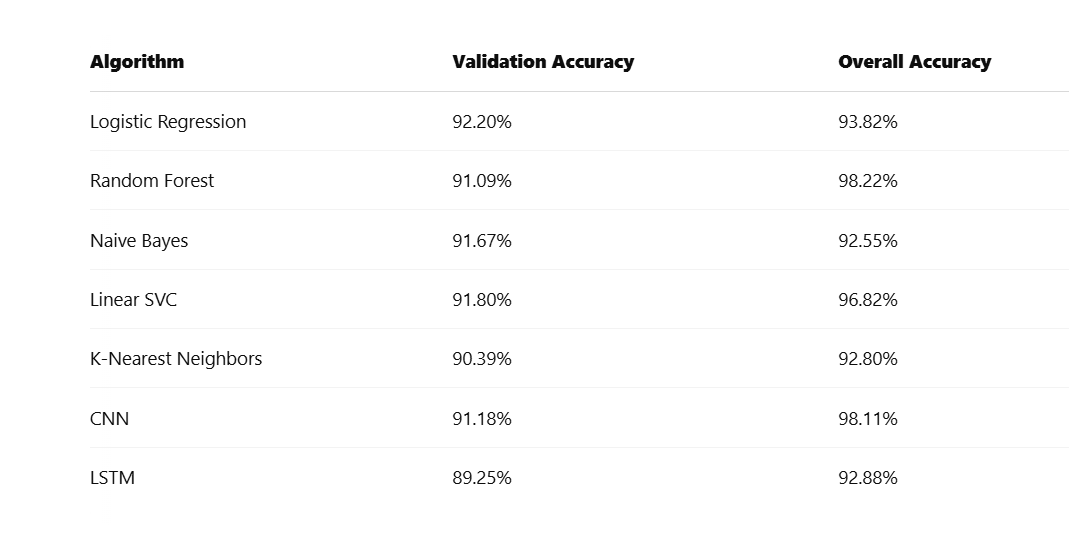 Algorithm Validation Accuracy Overall Accuracy
Logistic Regression 92.20% 93.82%
Random Forest 91.09% 98.22%
Naive Bayes 91.67% 92.55%
Linear SVC 91.80% 96.82%
K-Nearest Neighbors 90.39% 92.80%
CNN 91.18% 98.11%
LSTM 89.25% 92.88%